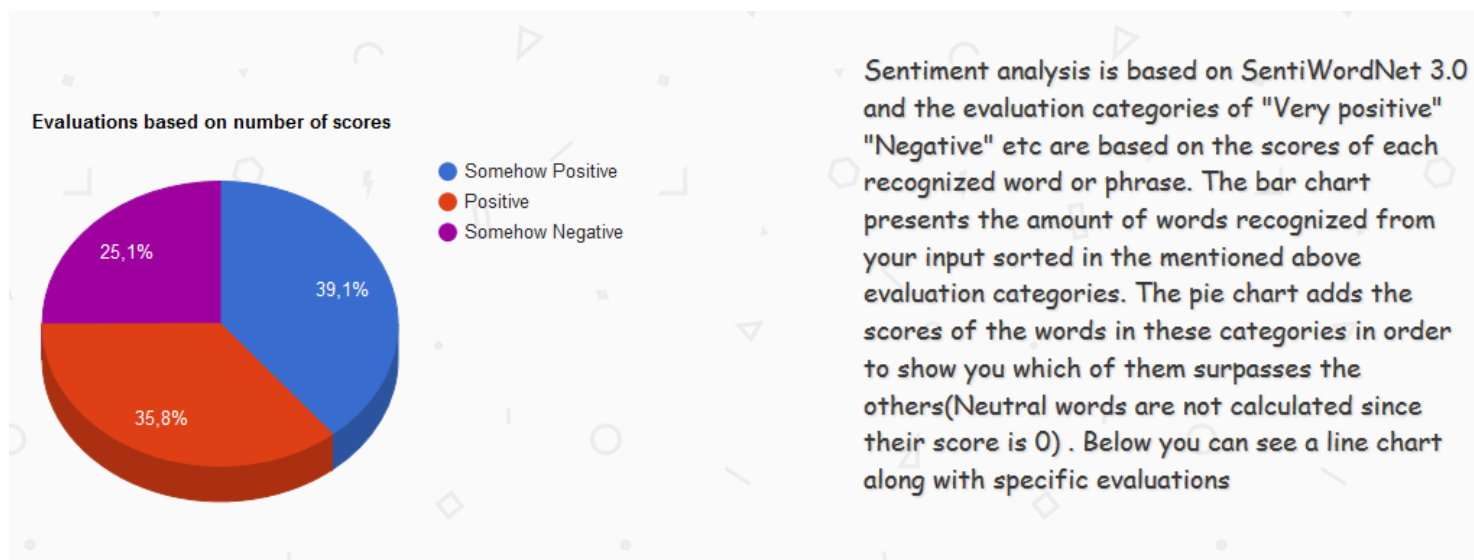 Evaluations based on number of scores
Somehow Positive
Positive
Somehow Negative
25,1%
39,1%
35,8%
Sentiment analysis is based on SentiWordNet 3.0
and the evaluation categories of "Very positive"
"Negative" etc are based on the scores of each
recognized word or phrase. The bar chart
presents the amount of words recognized from
your input sorted in the mentioned above
evaluation categories. The pie chart adds the
scores of the words in these categories in order
to show you which of them surpasses the
others(Neutral words are not calculated since
their score is 0) . Below you can see a line chart
along with specific evaluations